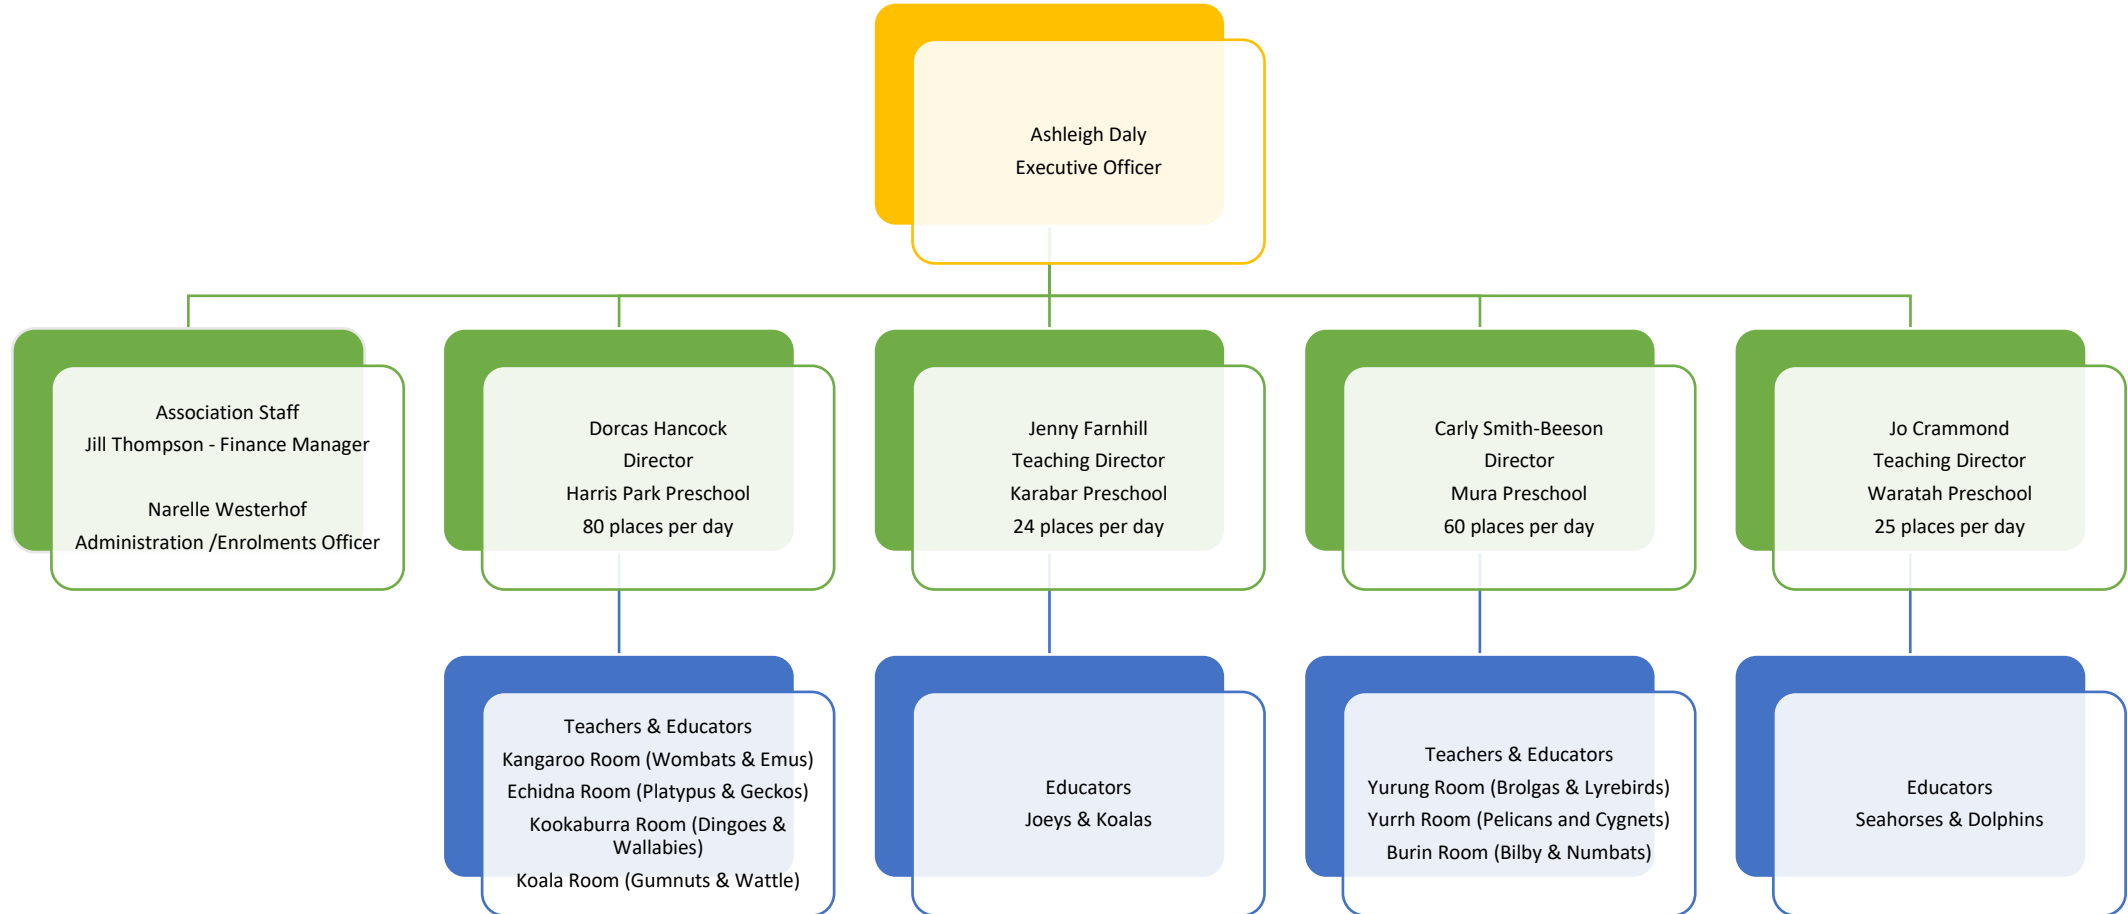 Ashleigh Daly
Executive Officer
Association Staff
Jill Thompson - Finance Manager
Narelle Westerhof
Administration /Enrolments Officer
Dorcas Hancock
Director
Harris Park Preschool
80 places per day
Jenny Farnhill
Teaching Director
Karabar Preschool
24 places per day
Carly Smith-Beeson
Director
Mura Preschool
60 places per day
Jo Crammond
Teaching Director
Waratah Preschool
25 places per day
Teachers & Educators
Kangaroo Room (Wombats & Emus)
Echidna Room (Platypus & Geckos)
Kookaburra Room (Dingoes &
Wallabies)
Koala Room (Gumnuts & Wattle)
Educators
Joeys & Koalas
Teachers & Educators
Yurung Room (Brolgas & Lyrebirds)
Yurrh Room (Pelicans and Cygnets)
Burin Room (Bilby & Numbats)
Educators
Seahorses & Dolphins